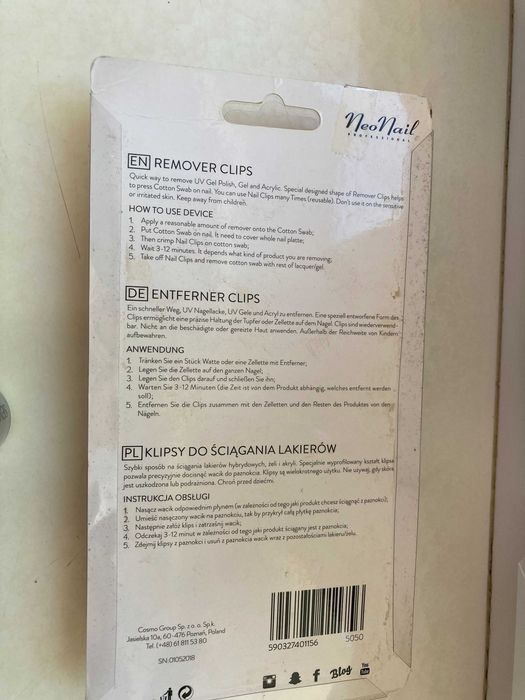 NeoNail
PROFESSIONAL
EN REMOVER CLIPS
Quick way to remove UV Gel Polish, Gel and Acrylic. Special designed shape of Remover Clips helps
to press Cotton Swab on nail. You can use Nail Clips many Times (reusable). Don't use it on the sensitive
or irritated skin. Keep away from children.
HOW TO USE DEVICE
1. Apply a reasonable amount of remover onto the Cotton Swab;
2. Put Cotton Swab on nail. It need to cover whole nail platte;
3. Then crimp Nail Clips on cotton swab;
4. Wait 3-12 minutes. It depends what kind of product you are removing;
5. Take off Nail Clips and remove cotton swab with rest of lacquer/gel.
DE ENTFERNER CLIPS
Ein schneller Weg, UV Nagellacke, UV Gele und Acryl zu entfernen. Eine speziell entworfene Form des
Clips ermöglicht eine präzise Haltung der Tupfer oder Zellette auf dem Nagel. Clips sind wiederverwend-
bar. Nicht an die beschädigte oder gereizte Haut anwenden. Außerhalb der Reichweite von Kindern
aufbewahren.
ANWENDUNG
1. Tränken Sie ein Stück Watte oder eine Zellette mit Entferner;
2. Legen Sie die Zellette auf den ganzen Nagel;
3. Legen Sie den Clips darauf und schließen Sie ihn;
4. Warten Sie 3-12 Minuten (die Zeit ist von dem Produkt abhängig, welches entfernt werden
soll);
5. Entfernen Sie die Clips zusammen mit den Zelletten und den Resten des Produktes von den
Nägeln.
PL KLIPSY DO ŚCIĄGANIA LAKIERÓW
Szybki sposób na ściągania lakierów hybrydowych, żeli i akryli. Specjalnie wyprofilowany kształt klipsa
pozwala precyzyjnie docisnąć wacik do paznokcia. Klipsy są wielokrotnego użytku. Nie używaj, gdy skóra
jest uszkodzona lub podrażniona. Chroń przed dziećmi.
INSTRUKCJA OBSŁUGI
1. Nasącz wacik odpowiednim płynem (w zależności od tego jaki produkt chcesz ściągnąć z paznokci);
2. Umieść nasączony wacik na paznokciu, tak by przykrył całą płytkę paznokcia;
3. Następnie załóż klips i zatrzaśnij wacik;
4. Odczekaj 3-12 minut w zależności od tego jaki produkt ściągany jest z paznokcia;
5. Zdejmij klipsy z paznokci i usuń z paznokcia wacik wraz z pozostałościami lakieru/żelu.
Cosmo Group Sp. z o. o. Sp.k.
Jasielska 10a, 60-476 Poznań, Poland
Tel. (+48) 61 811 53 80
SN:01052018
590327401156 5050
Blog
You
Tube